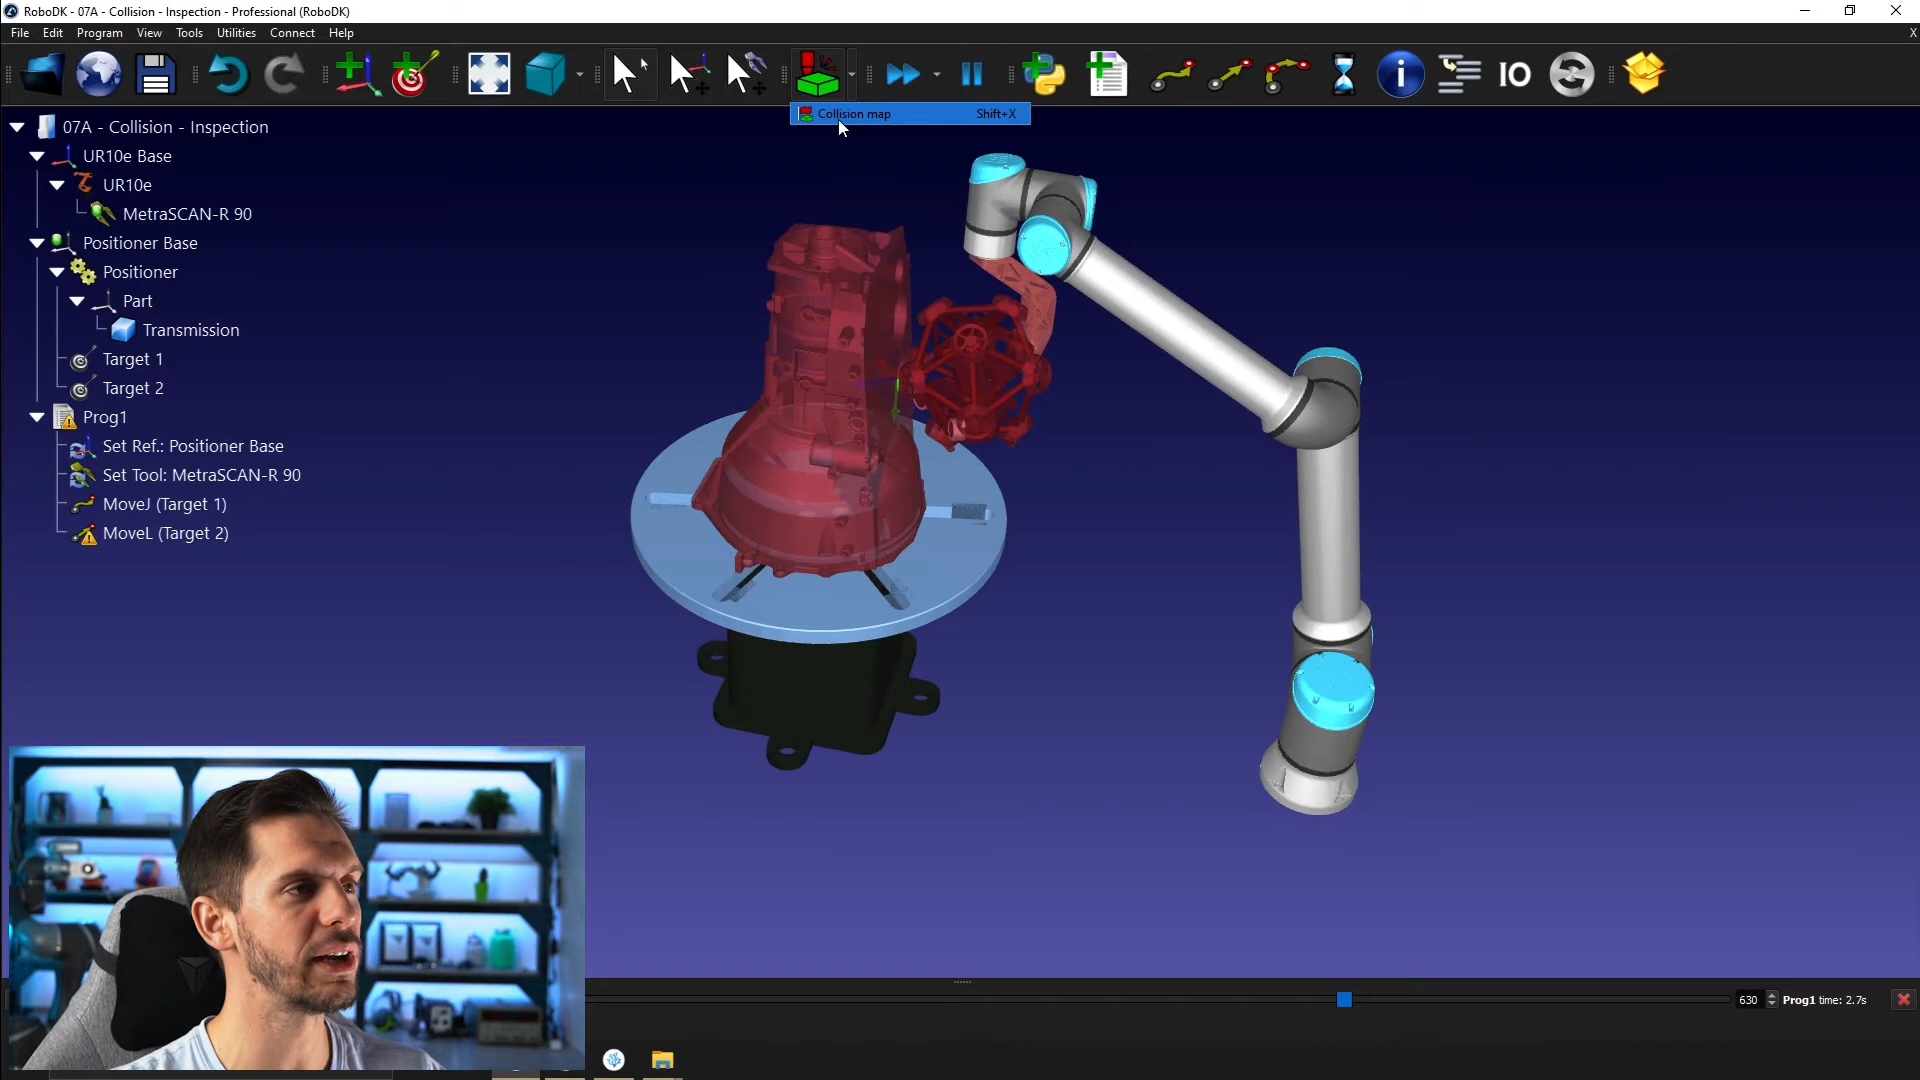 RoboDK - 07A - Collision - Inspection - Professional (RoboDK)
File Edit Program View Tools Utilities Connect Help X
IO
Collision map Shift+X
07A - Collision - Inspection
UR10e Base
UR10e
MetraSCAN-R 90
Positioner Base
Positioner
Part
Transmission
Target 1
Target 2
Prog1
Set Ref.: Positioner Base
Set Tool: MetraSCAN-R 90
MoveJ (Target 1)
MoveL (Target 2)
630 Prog1 time: 2.7s